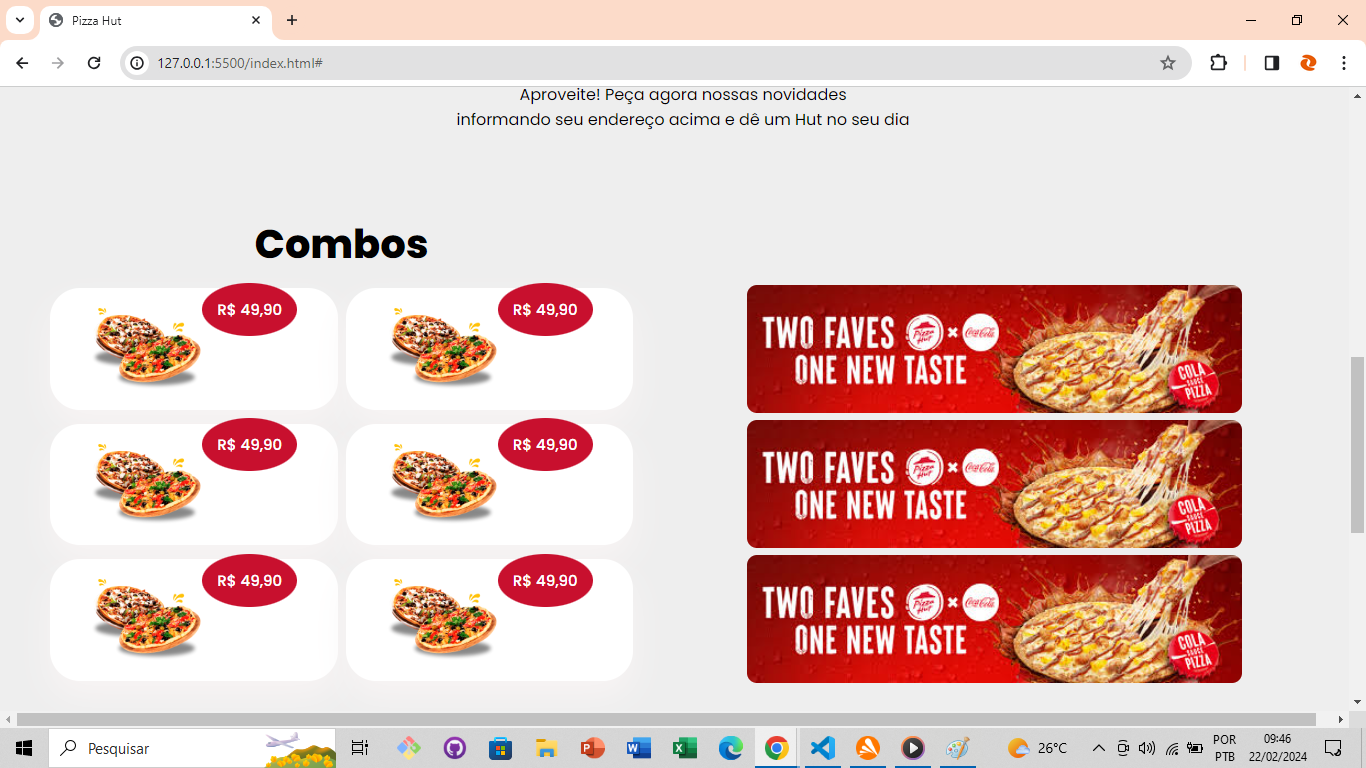 Pizza Hut
127.0.0.1:5500/index.html#
Aproveite! Peça agora nossas novidades
informando seu endereço acima e dê um Hut no seu dia
Combos
R$ 49,90
R$ 49,90
R$ 49,90
R$ 49,90
R$ 49,90
R$ 49,90
TWO FAVES Pizza Hut × Coca-Cola
ONE NEW TASTE
COLA
SAUCE
PIZZA
TWO FAVES Pizza Hut × Coca-Cola
ONE NEW TASTE
COLA
SAUCE
PIZZA
TWO FAVES Pizza Hut × Coca-Cola
ONE NEW TASTE
COLA
SAUCE
PIZZA
Pesquisar
26°C
POR
PTB
09:46
22/02/2024